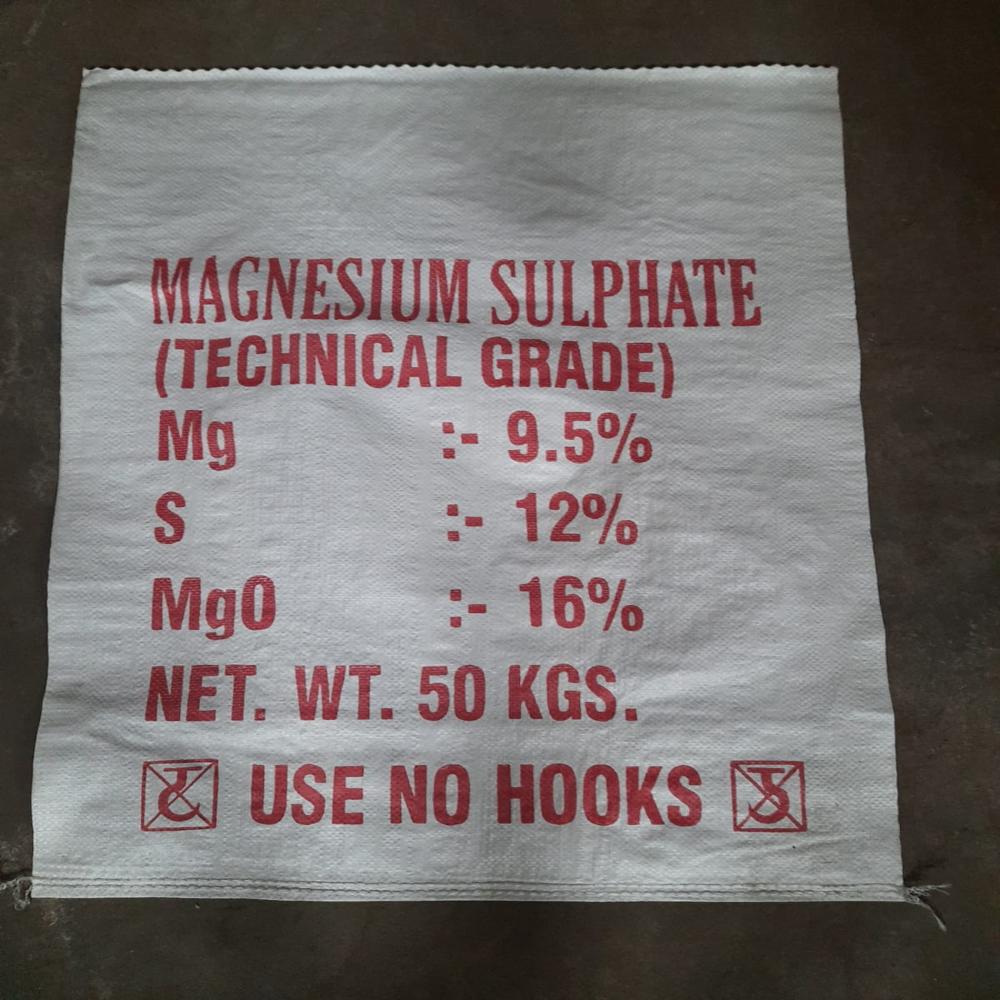 MAGNESIUM SULPHATE
(TECHNICAL GRADE)
Mg :- 9.5%
S :- 12%
MgO :- 16%
NET. WT. 50 KGS.
USE NO HOOKS